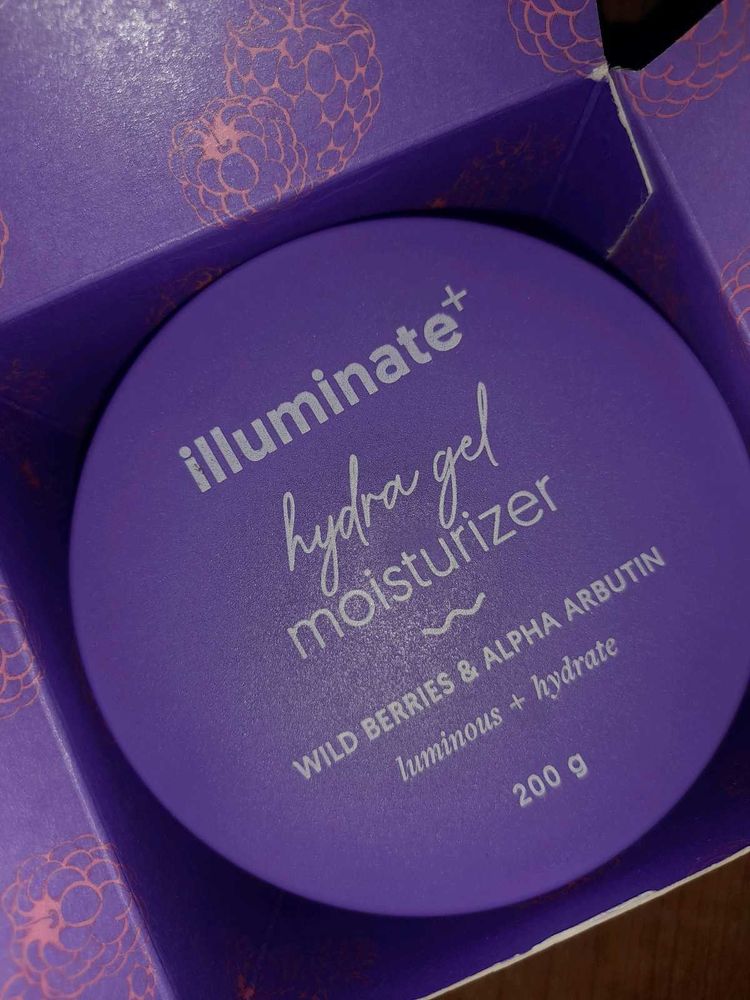 illuminate+
hydra gel
moisturizer
WILD BERRIES & ALPHA ARBUTIN
luminous + hydrate
200 g